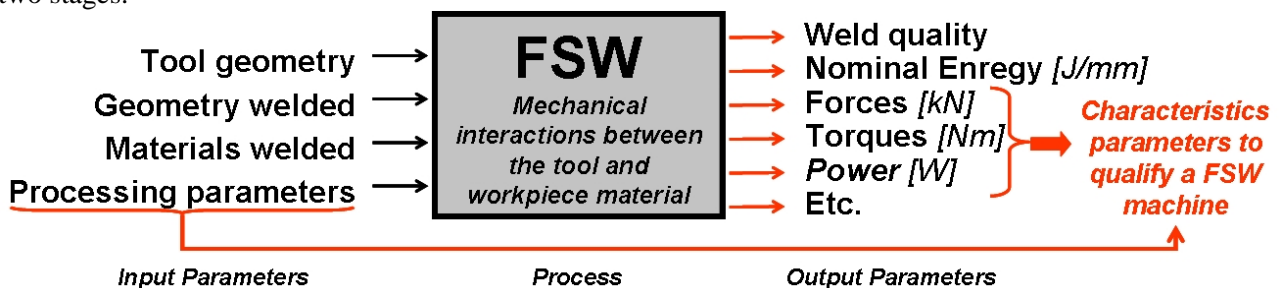 two stages.
Tool geometry
Geometry welded
Materials welded
Processing parameters
FSW
Mechanical
interactions between
the tool and
workpiece material
Weld quality
Nominal Enregy [J/mm]
Forces [kN]
Torques [Nm]
Power [W]
Etc.
Characteristics
parameters to
qualify a FSW
machine
Input Parameters
Process
Output Parameters